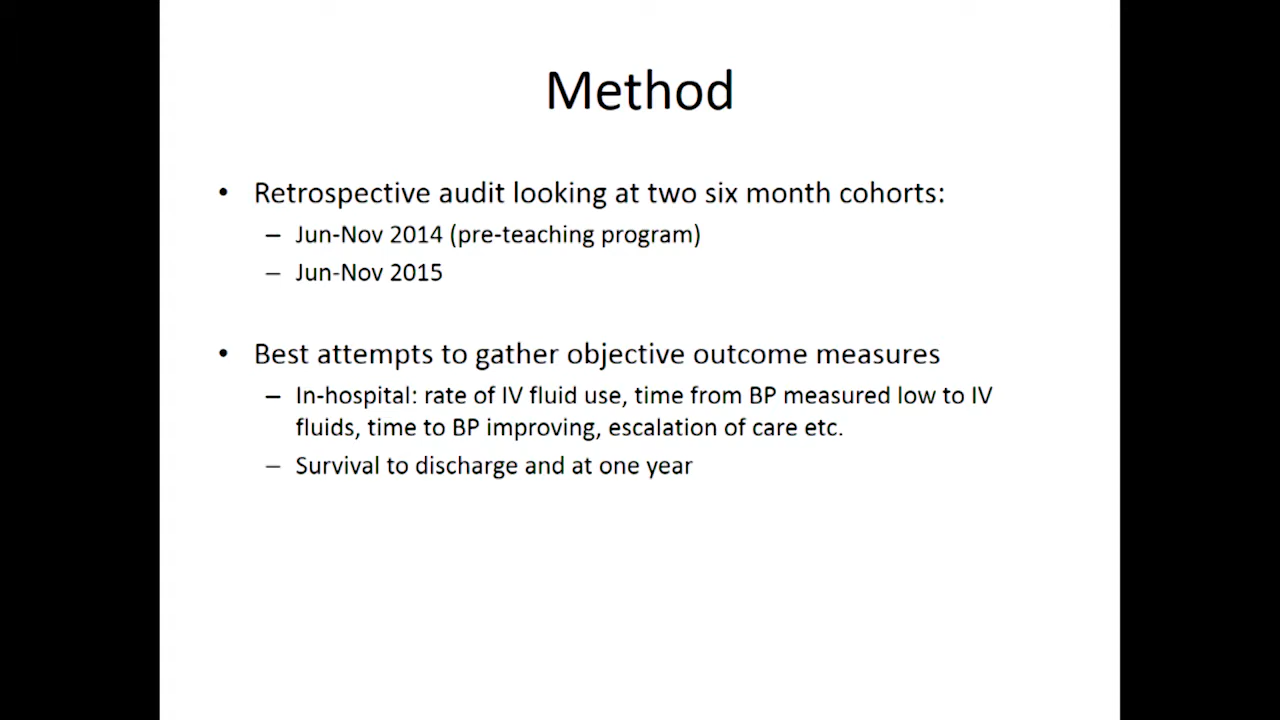 Method
• Retrospective audit looking at two six month cohorts:
– Jun-Nov 2014 (pre-teaching program)
– Jun-Nov 2015
• Best attempts to gather objective outcome measures
– In-hospital: rate of IV fluid use, time from BP measured low to IV
fluids, time to BP improving, escalation of care etc.
– Survival to discharge and at one year